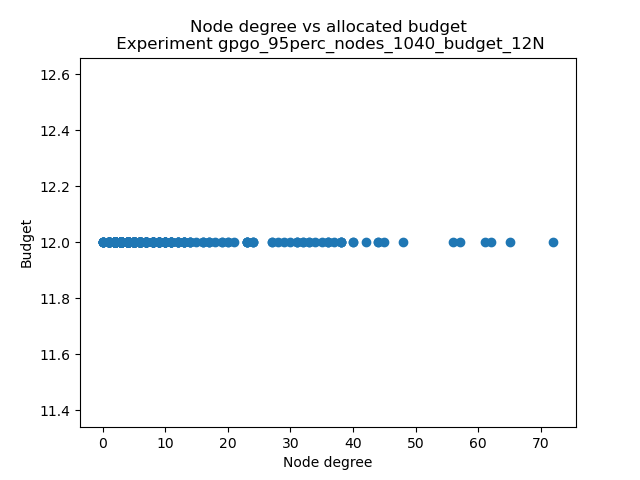 Node degree vs allocated budget
Experiment gpgo_95perc_nodes_1040_budget_12N
12.6
12.4
12.2
12.0
11.8
11.6
11.4
Budget
0 10 20 30 40 50 60 70
Node degree